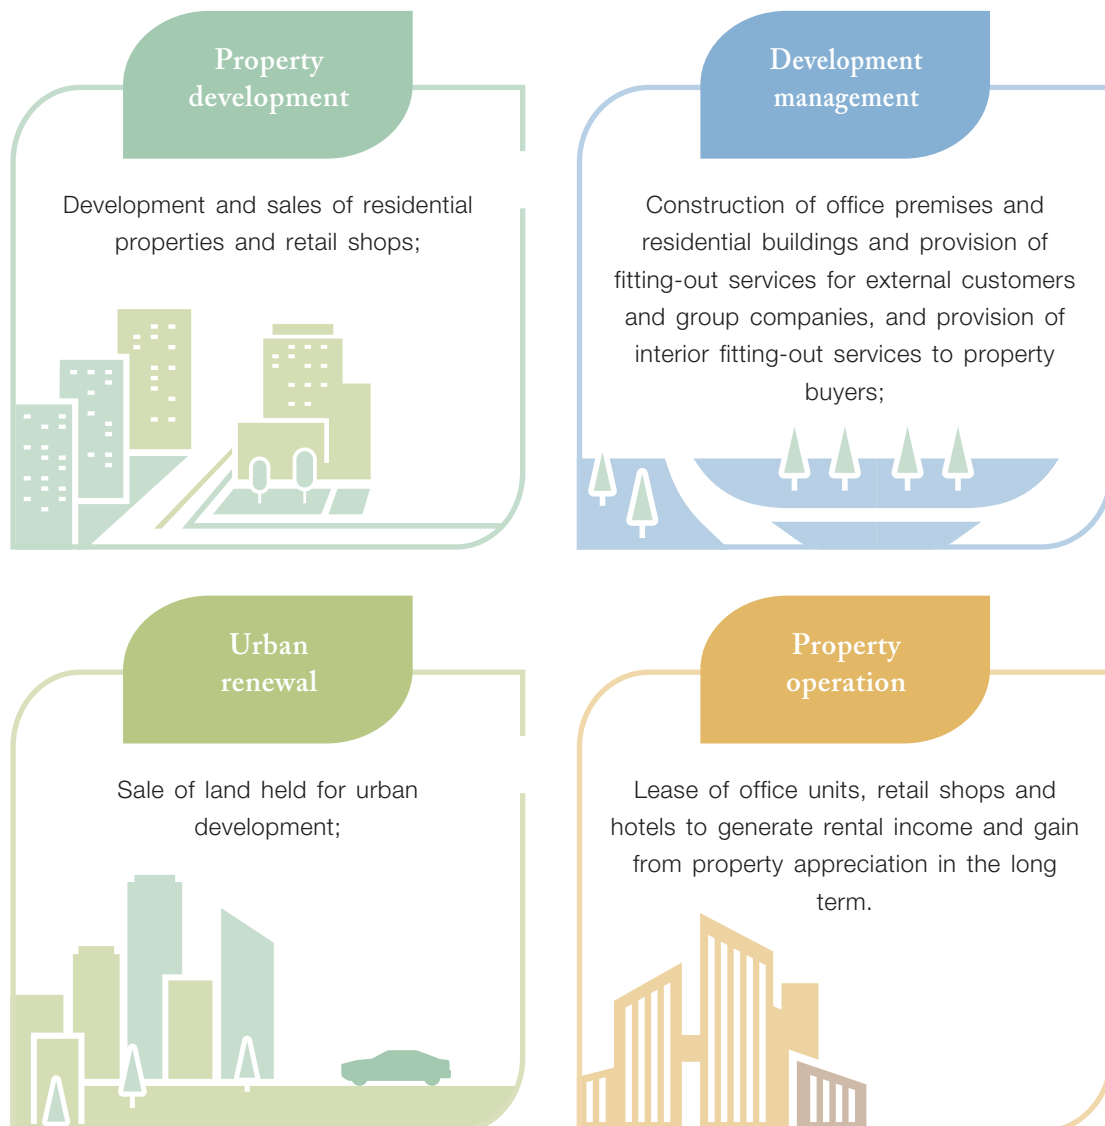 Property
development
Development and sales of residential
properties and retail shops;
Development
management
Construction of office premises and
residential buildings and provision of
fitting-out services for external customers
and group companies, and provision of
interior fitting-out services to property
buyers;
Urban
renewal
Sale of land held for urban
development;
Property
operation
Lease of office units, retail shops and
hotels to generate rental income and gain
from property appreciation in the long
term.